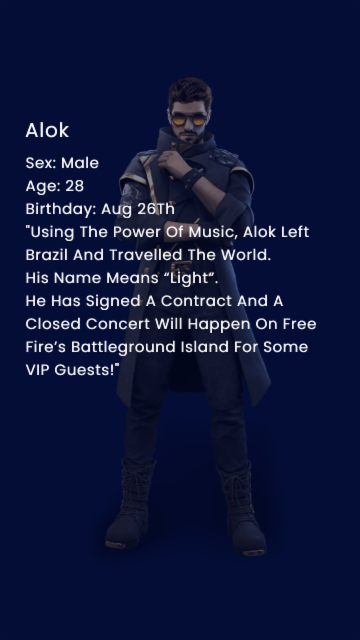 Alok
Sex: Male
Age: 28
Birthday: Aug 26Th
"Using The Power Of Music, Alok Left
Brazil And Travelled The World.
His Name Means “Light”.
He Has Signed A Contract And A
Closed Concert Will Happen On Free
Fire’s Battleground Island For Some
VIP Guests!"